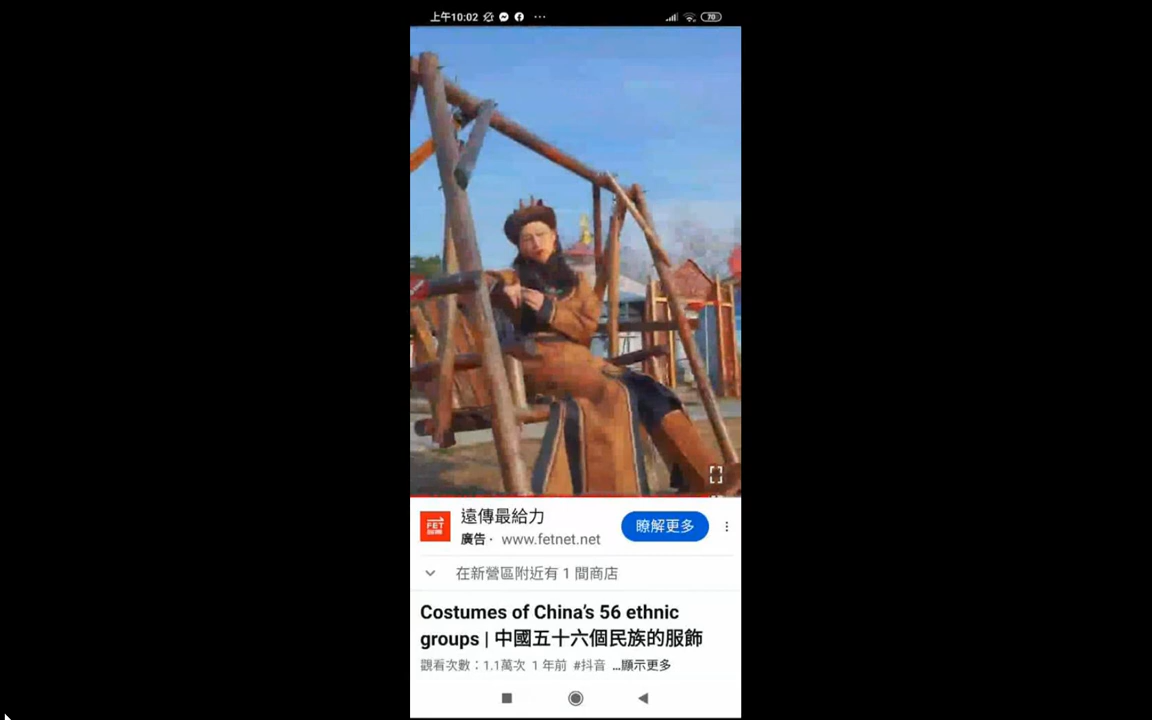 上午10:02 ··· 70
遠傳最給力
FET
廣告 · www.fetnet.net
瞭解更多
在新營區附近有 1 間商店
Costumes of China’s 56 ethnic
groups | 中國五十六個民族的服飾
觀看次數：1.1萬次 1 年前 #抖音 ...顯示更多